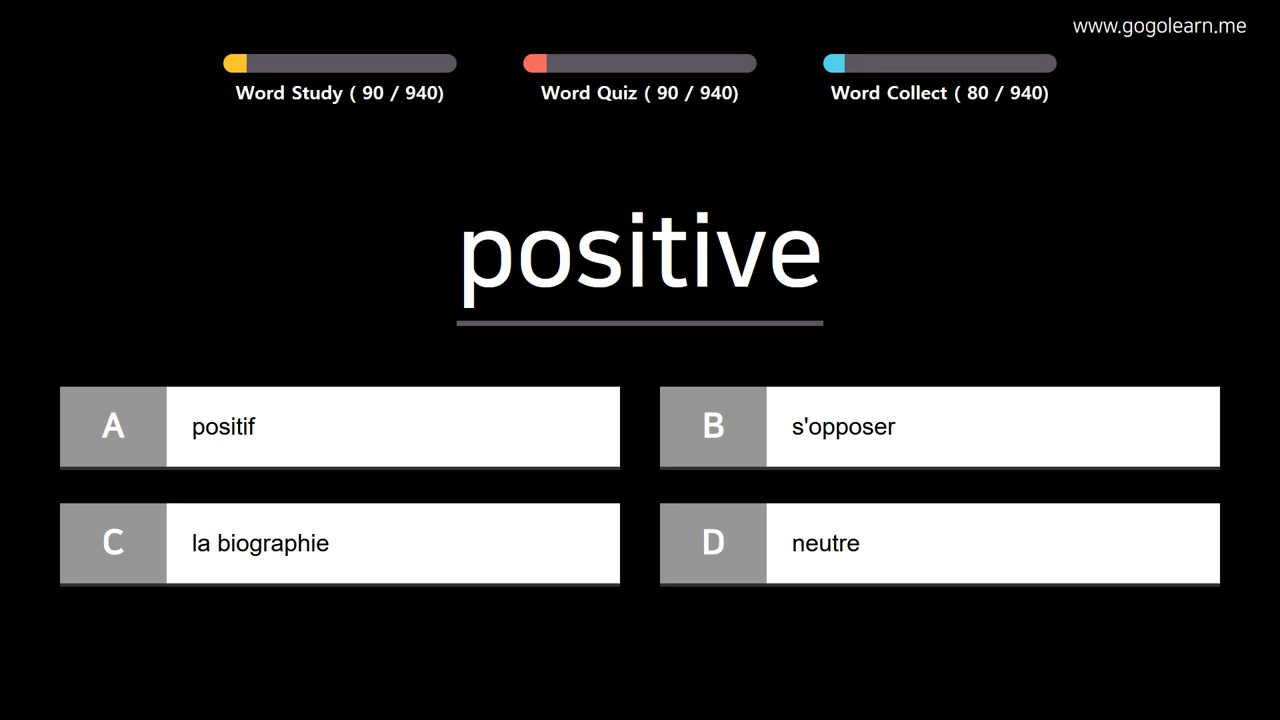 www.gogolearn.me
Word Study ( 90 / 940)
Word Quiz ( 90 / 940)
Word Collect ( 80 / 940)
positive
A positif
B s'opposer
C la biographie
D neutre